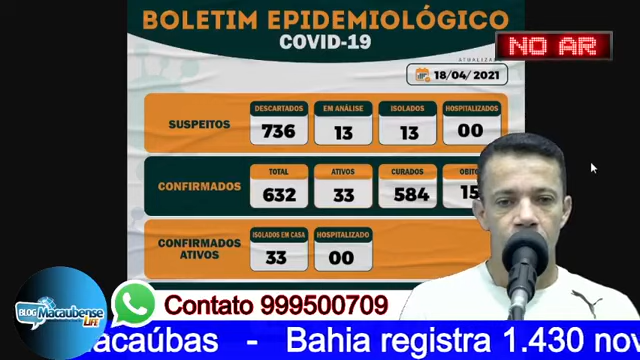 BOLETIM EPIDEMIOLÓGICO
COVID-19
NO AR
18/04/2021
SUSPEITOS
DESCARTADOS
736
EM ANÁLISE
13
ISOLADOS
13
HOSPITALIZADOS
00
CONFIRMADOS
TOTAL
632
ATIVOS
33
CURADOS
584
15
CONFIRMADOS
ATIVOS
ISOLADOS EM CASA
33
HOSPITALIZADO
00
BLOG
Macaubense
LIFE
Contato 999500709
acaúbas - Bahia registra 1.430 nov